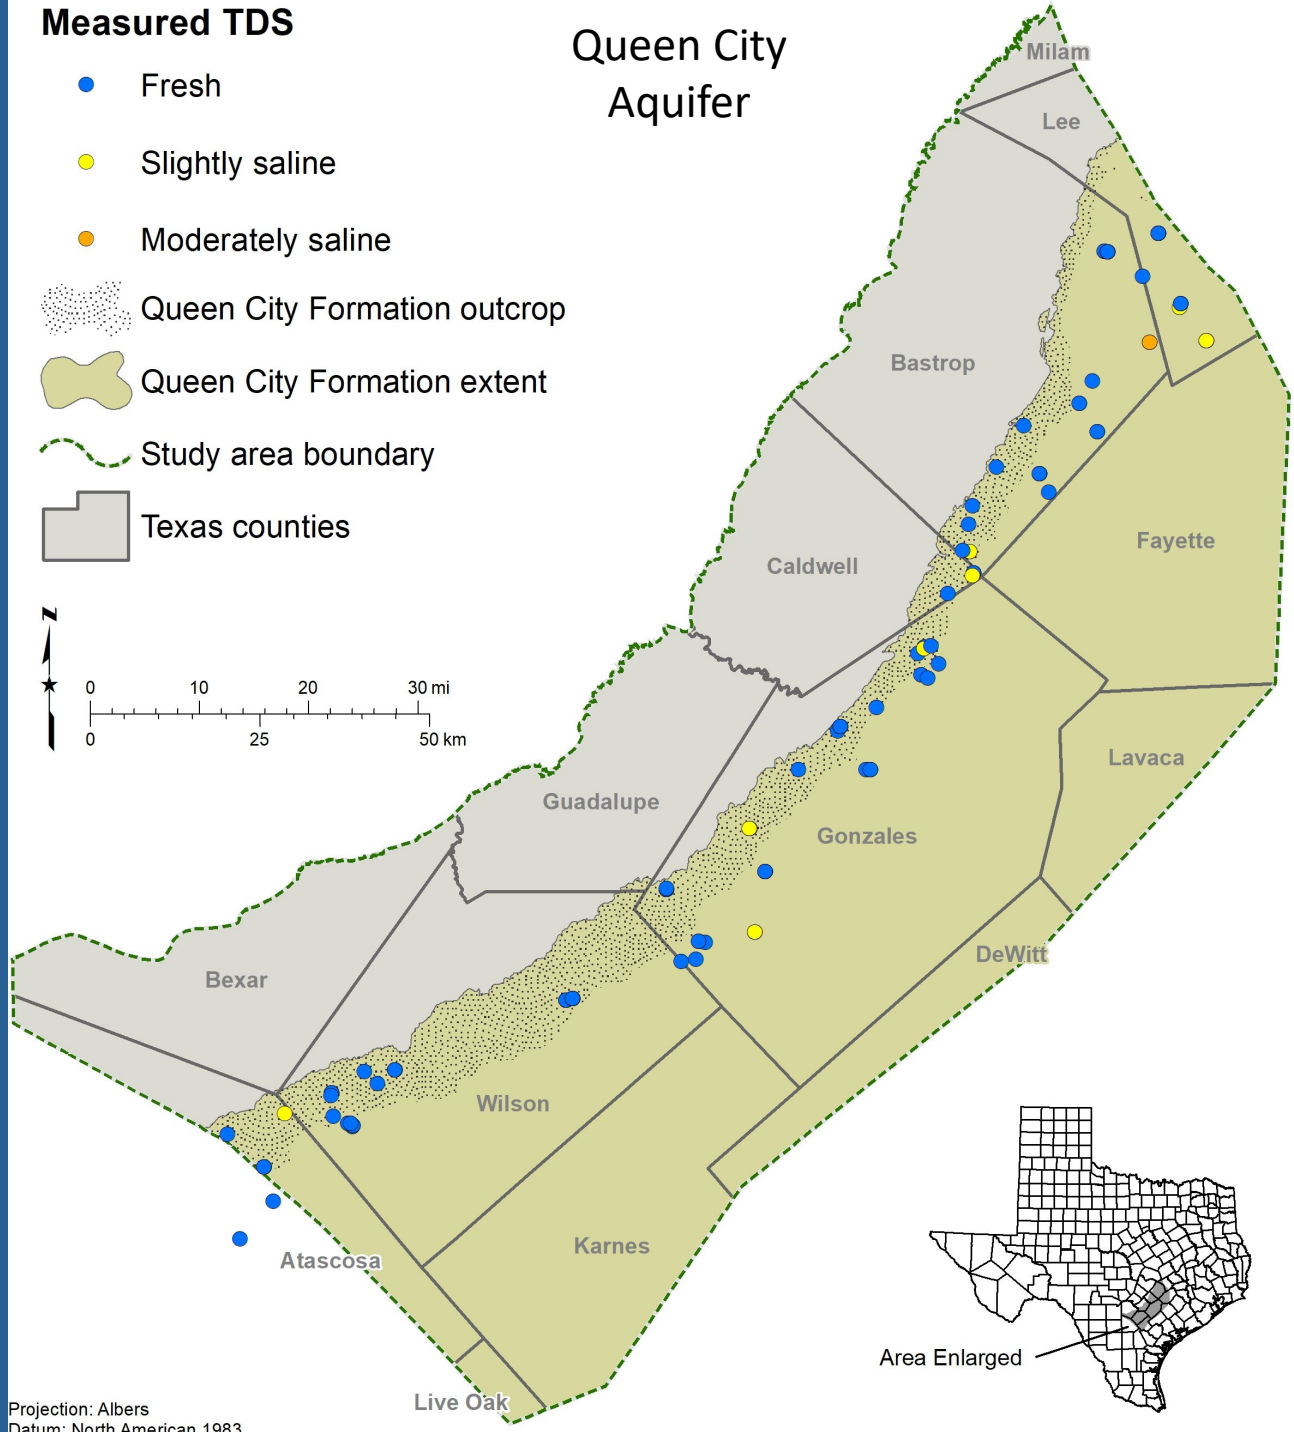 Measured TDS
Fresh
Slightly saline
Moderately saline
Queen City Formation outcrop
Queen City Formation extent
Study area boundary
Texas counties
Queen City
Aquifer
N
0 10 20 30 mi
0 25 50 km
Milam
Lee
Bastrop
Caldwell
Fayette
Guadalupe
Lavaca
Gonzales
Bexar
DeWitt
Wilson
Karnes
Atascosa
Live Oak
Area Enlarged
Projection: Albers
Datum: North American 1983